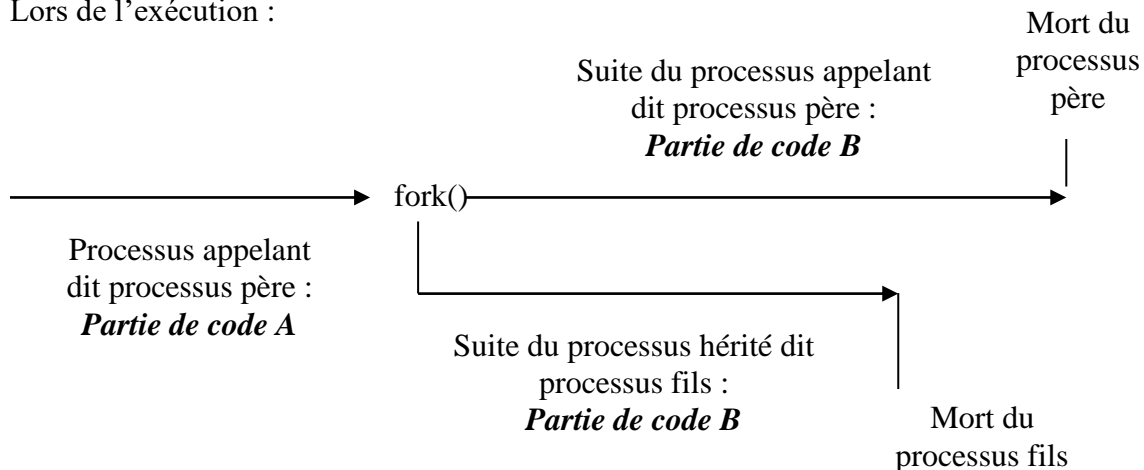 Lors de l'exécution :
Mort du
processus
père
Suite du processus appelant
dit processus père :
Partie de code B
fork()
Processus appelant
dit processus père :
Partie de code A
Suite du processus hérité dit
processus fils :
Partie de code B
Mort du
processus fils